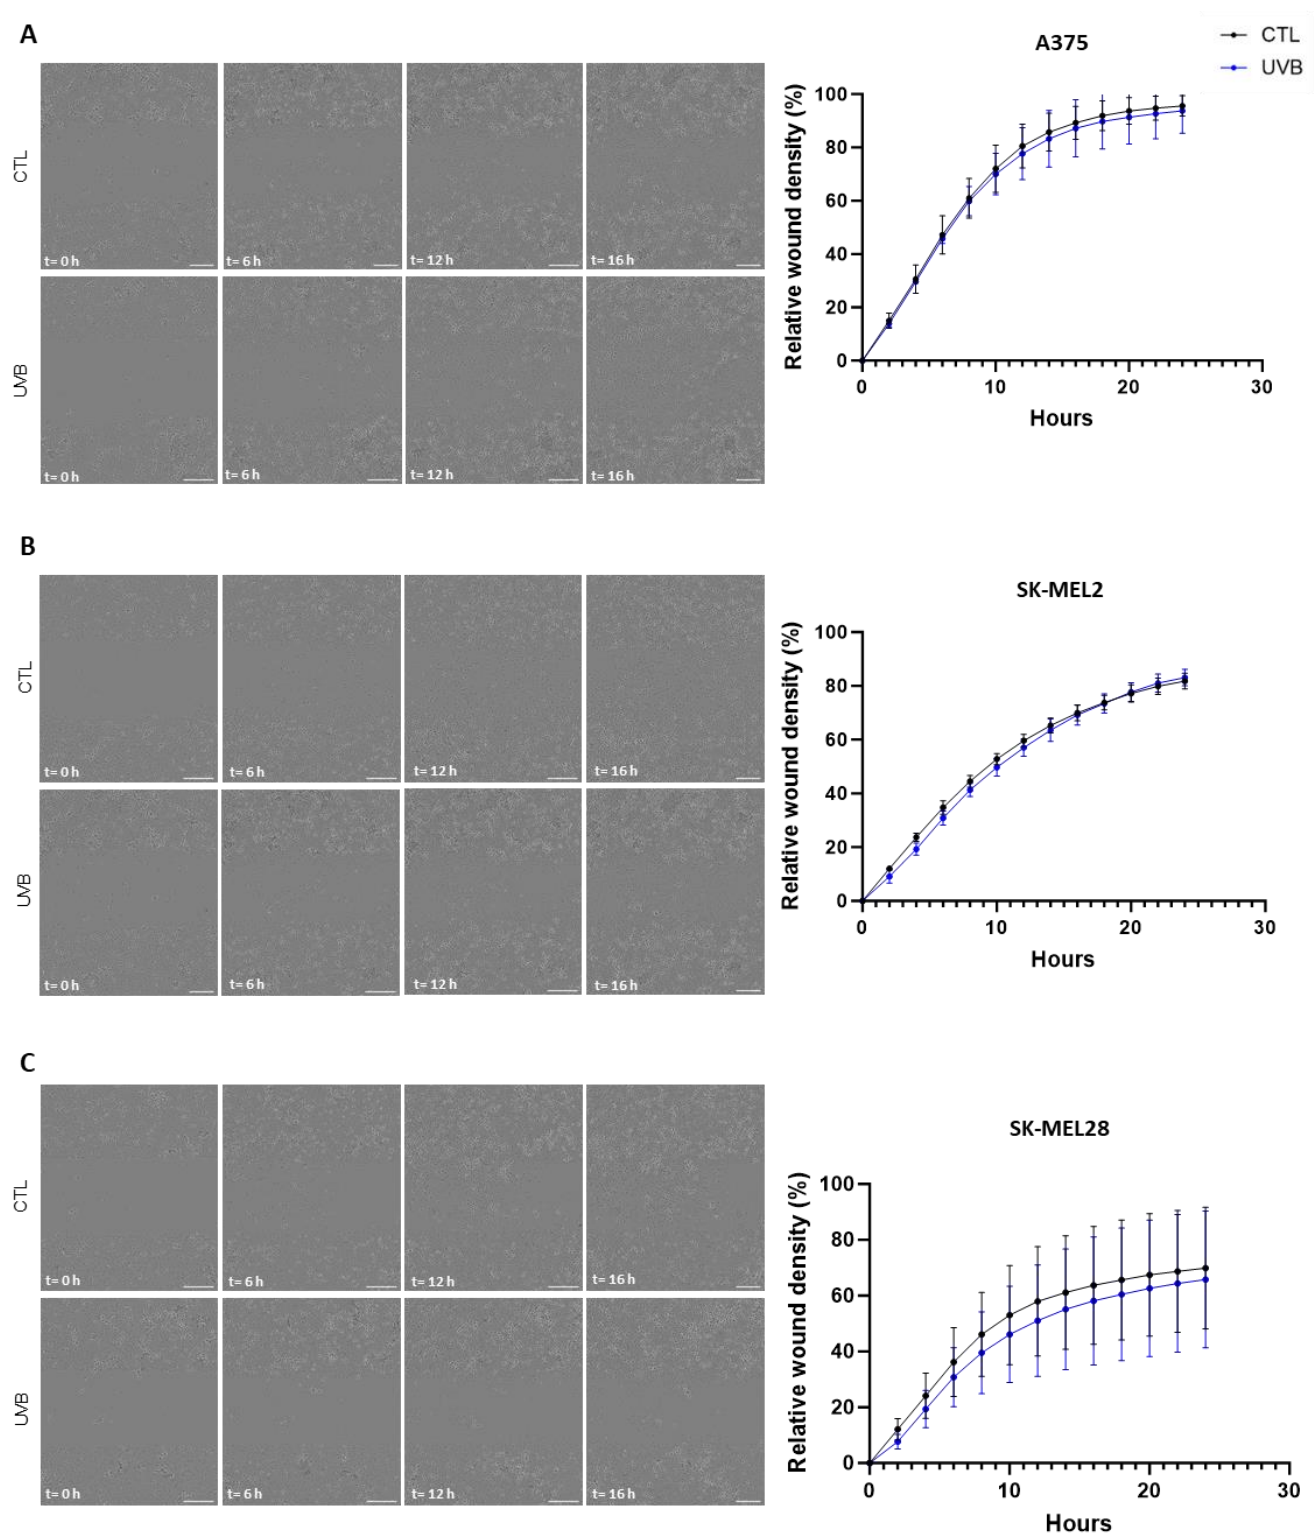 A
CTL
t= 0 h
t= 6 h
t= 12 h
t= 16 h
UVB
t= 0 h
t= 6 h
t= 12 h
t= 16 h
A375
CTL
UVB
Relative wound density (%)
100
80
60
40
20
0
0 10 20 30
Hours
B
CTL
t= 0 h
t= 6 h
t= 12 h
t= 16 h
UVB
t= 0 h
t= 6 h
t= 12 h
t= 16 h
SK-MEL2
Relative wound density (%)
100
80
60
40
20
0
0 10 20 30
Hours
C
CTL
t= 0 h
t= 6 h
t= 12 h
t= 16 h
UVB
t= 0 h
t= 6 h
t= 12 h
t= 16 h
SK-MEL28
Relative wound density (%)
100
80
60
40
20
0
0 10 20 30
Hours